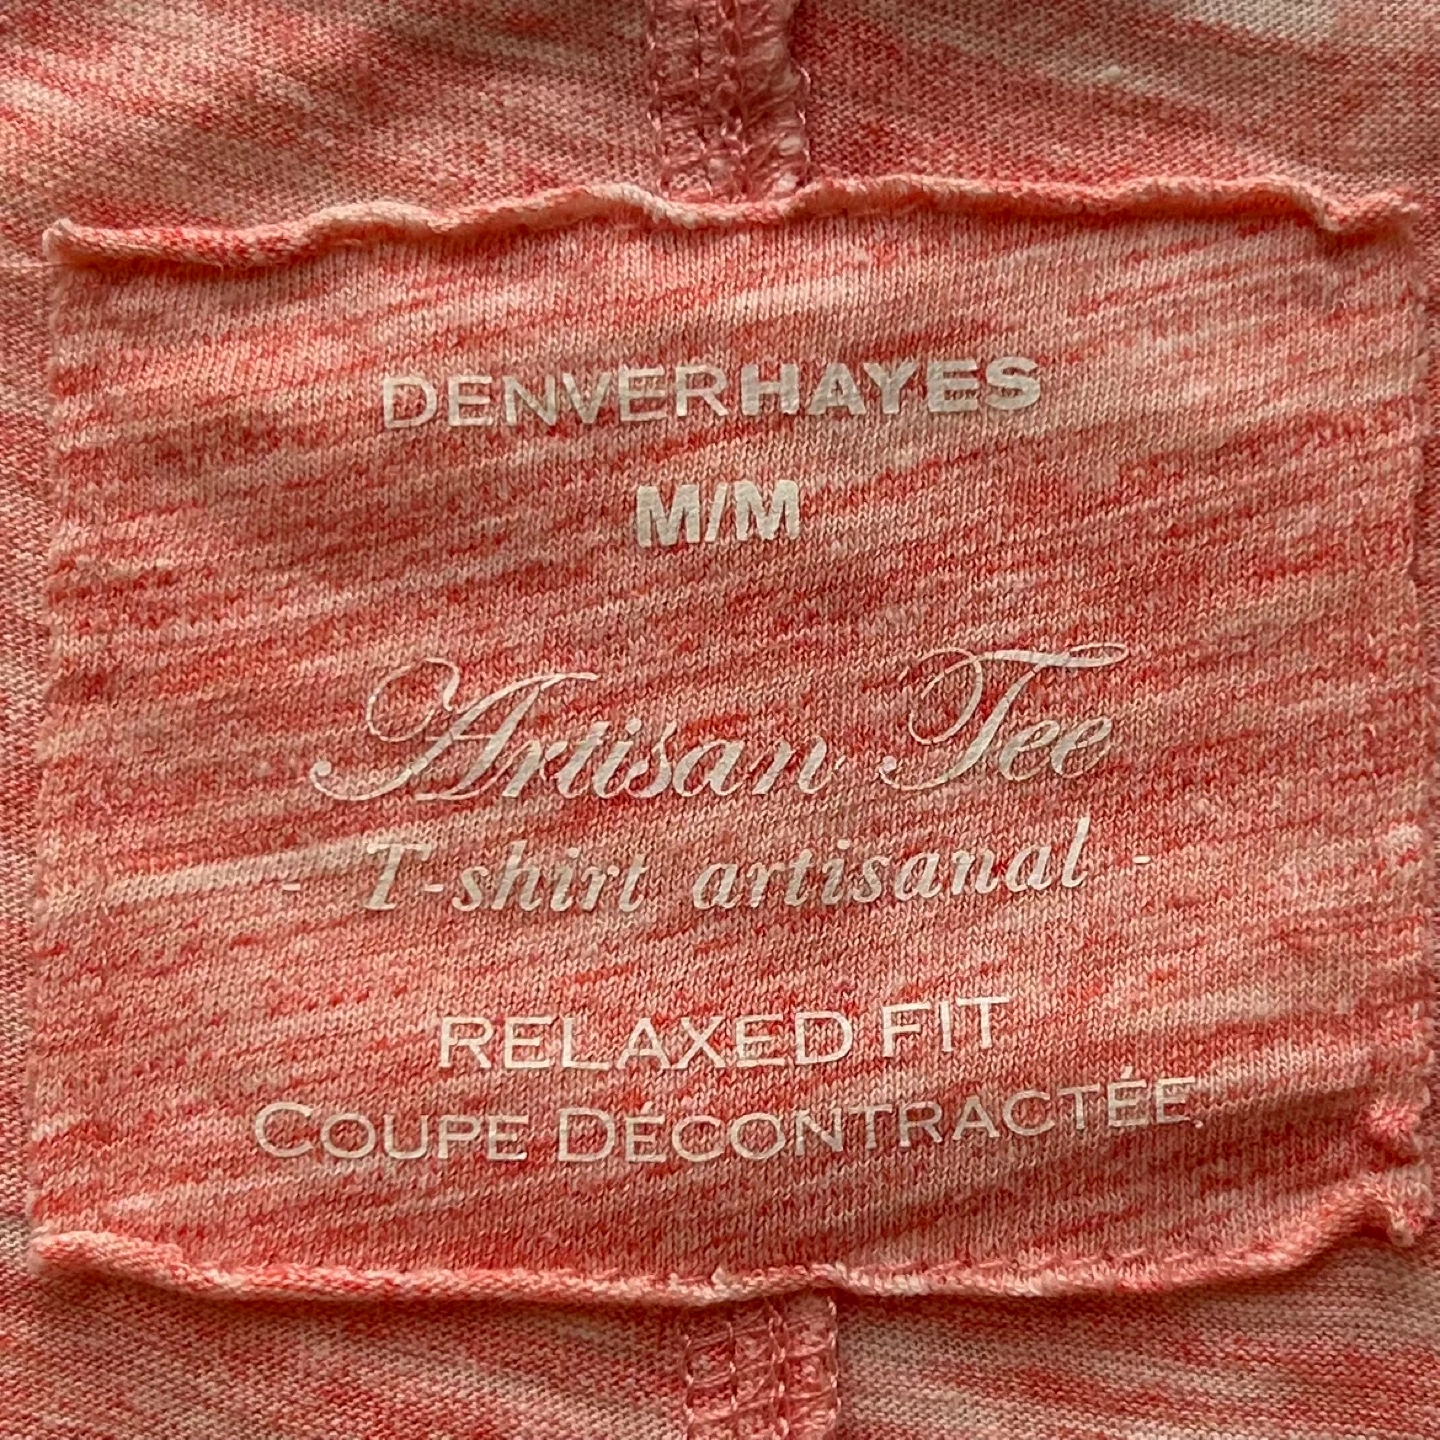 DENVERHAYES
M/M
Artisan Tee
- T-shirt artisanal -
RELAXED FIT
COUPE DÉCONTRACTÉE